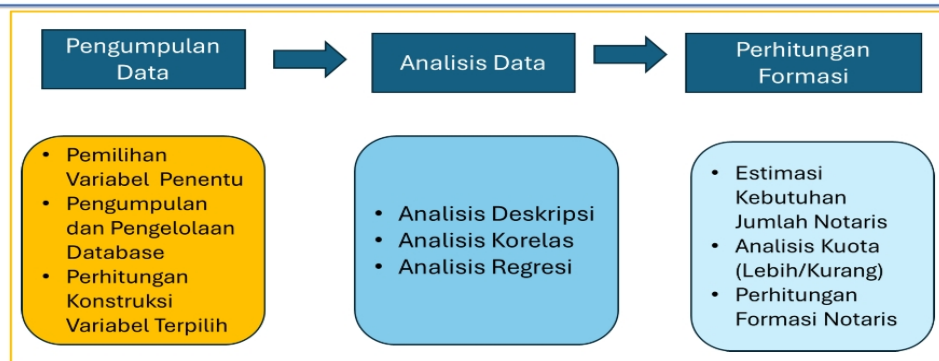 Pengumpulan
Data
Analisis Data
Perhitungan
Formasi
• Pemilihan
Variabel Penentu
• Pengumpulan
dan Pengelolaan
Database
• Perhitungan
Konstruksi
Variabel Terpilih
• Analisis Deskripsi
• Analisis Korelas
• Analisis Regresi
• Estimasi
Kebutuhan
Jumlah Notaris
• Analisis Kuota
(Lebih/Kurang)
• Perhitungan
Formasi Notaris